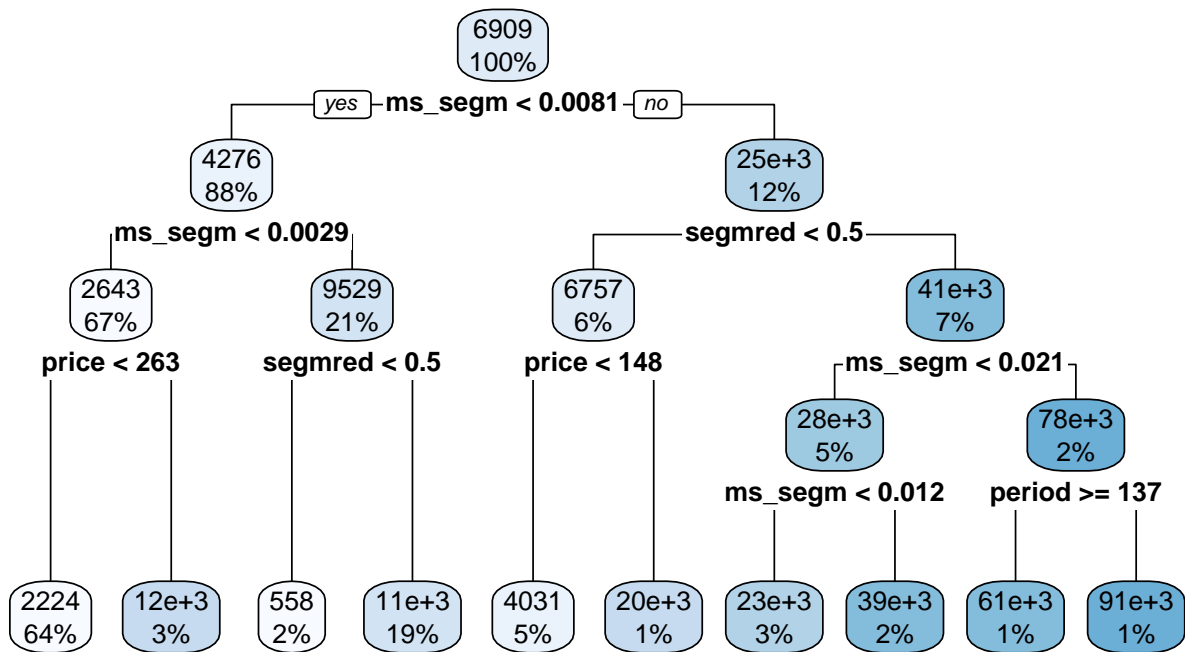 6909
100%
yes ms_segm < 0.0081 no
4276
88%
25e+3
12%
ms_segm < 0.0029
segmred < 0.5
2643
67%
9529
21%
6757
6%
41e+3
7%
price < 263
segmred < 0.5
price < 148
ms_segm < 0.021
28e+3
5%
78e+3
2%
ms_segm < 0.012
period >= 137
2224
64%
12e+3
3%
558
2%
11e+3
19%
4031
5%
20e+3
1%
23e+3
3%
39e+3
2%
61e+3
1%
91e+3
1%